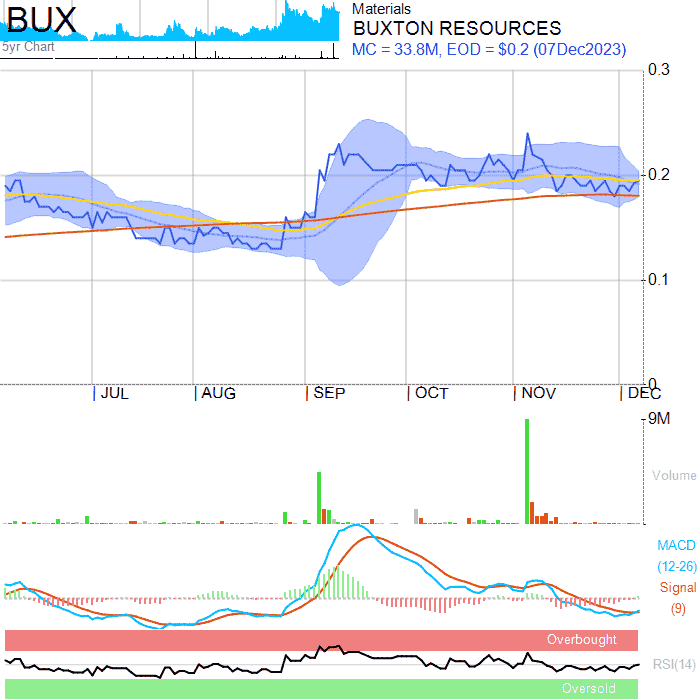 BUX
5yr Chart
Materials
BUXTON RESOURCES
MC = 33.8M, EOD = $0.2 (07Dec2023)
0.3
0.2
0.1
0
JUL AUG SEP OCT NOV DEC
9M
Volume
MACD
(12-26)
Signal
(9)
Overbought
RSI(14)
Oversold